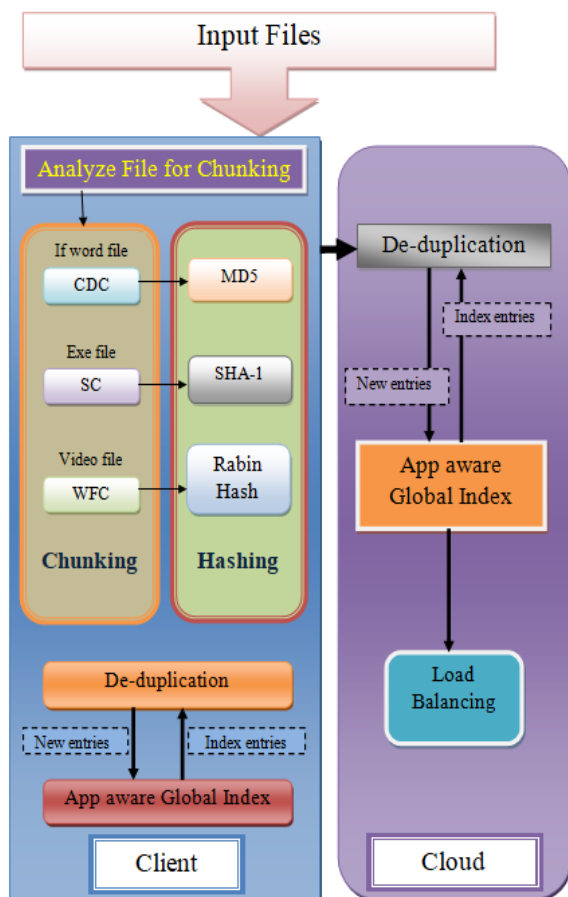 Input Files
Analyze File for Chunking
If word file
CDC
MD5
Exe file
SC
SHA-1
Video file
WFC
Rabin
Hash
Chunking
Hashing
De-duplication
New entries
Index entries
App aware Global Index
Client
De-duplication
Index entries
New entries
App aware
Global Index
Load
Balancing
Cloud